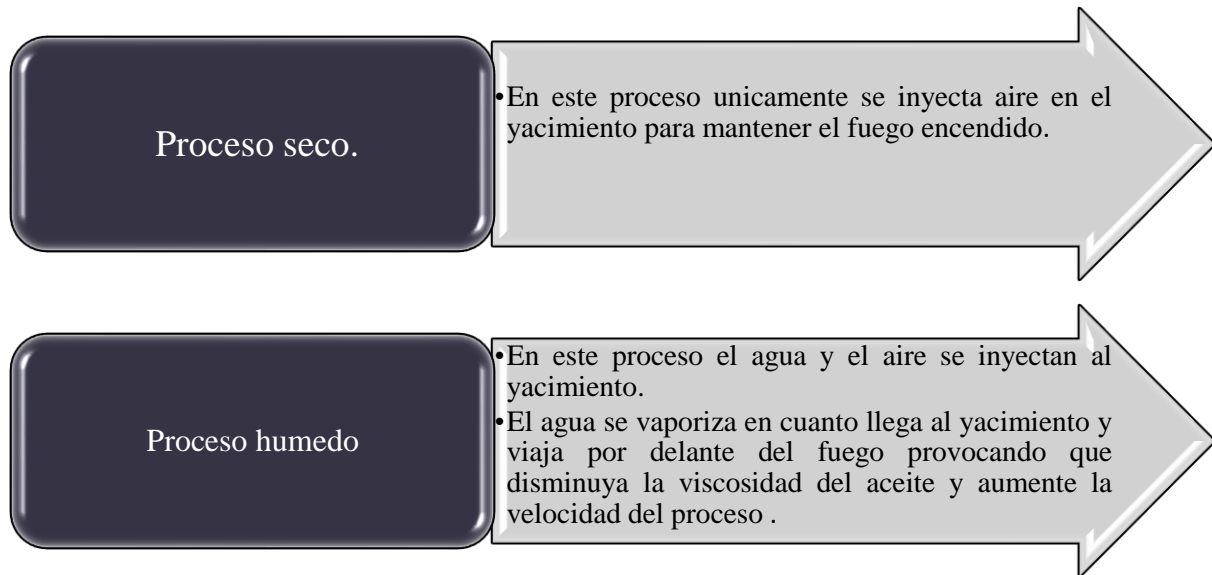 Proceso seco.
•En este proceso unicamente se inyecta aire en el
yacimiento para mantener el fuego encendido.
Proceso humedo
•En este proceso el agua y el aire se inyectan al
yacimiento.
•El agua se vaporiza en cuanto llega al yacimiento y
viaja por delante del fuego provocando que
disminuya la viscosidad del aceite y aumente la
velocidad del proceso .